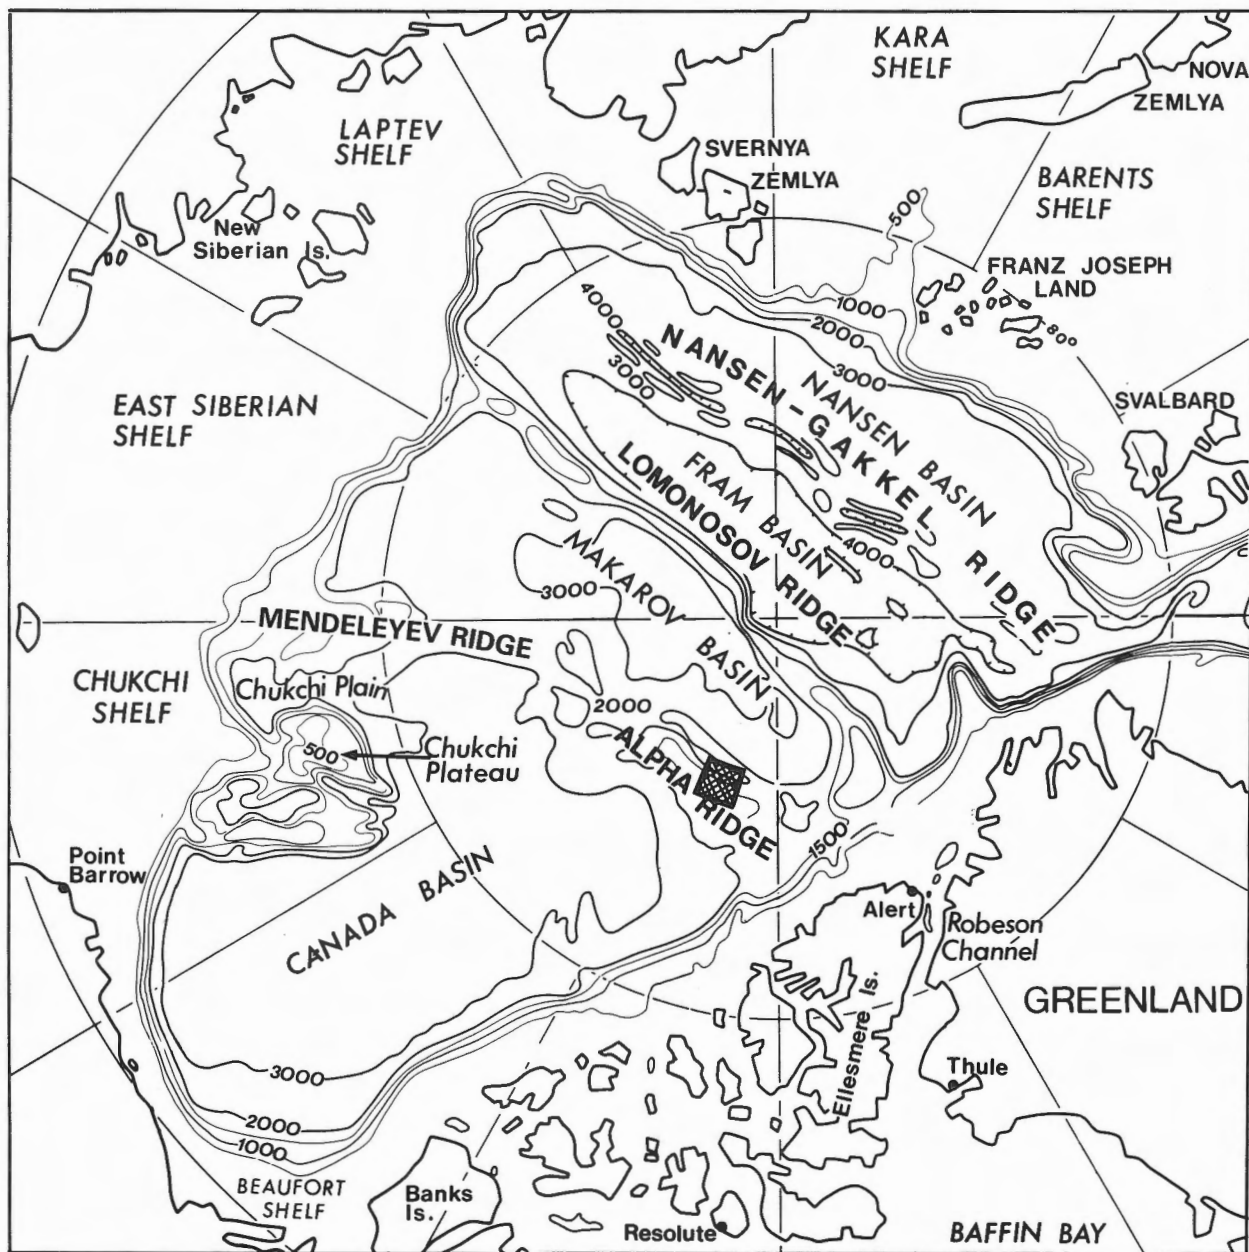 KARA
SHELF
NOVA
ZEMLYA
LAPTEV
SHELF
SVERNYA
ZEMLYA
BARENTS
SHELF
500
New
Siberian Is.
FRANZ JOSEPH
LAND
80°
1000
2000
3000
4000
3000
NANSEN-GAKKEL RIDGE
NANSEN BASIN
SVALBARD
EAST SIBERIAN
SHELF
FRAM BASIN
LOMONOSOV RIDGE
4000
MAKAROV BASIN
3000
MENDELEYEV RIDGE
CHUKCHI
SHELF
Chukchi Plain
2000
500
Chukchi
Plateau
ALPHA RIDGE
1500
Point
Barrow
CANADA BASIN
Alert
Robeson
Channel
Ellesmere Is.
GREENLAND
3000
Thule
2000
1000
BEAUFORT
SHELF
Banks
Is.
Resolute
BAFFIN BAY